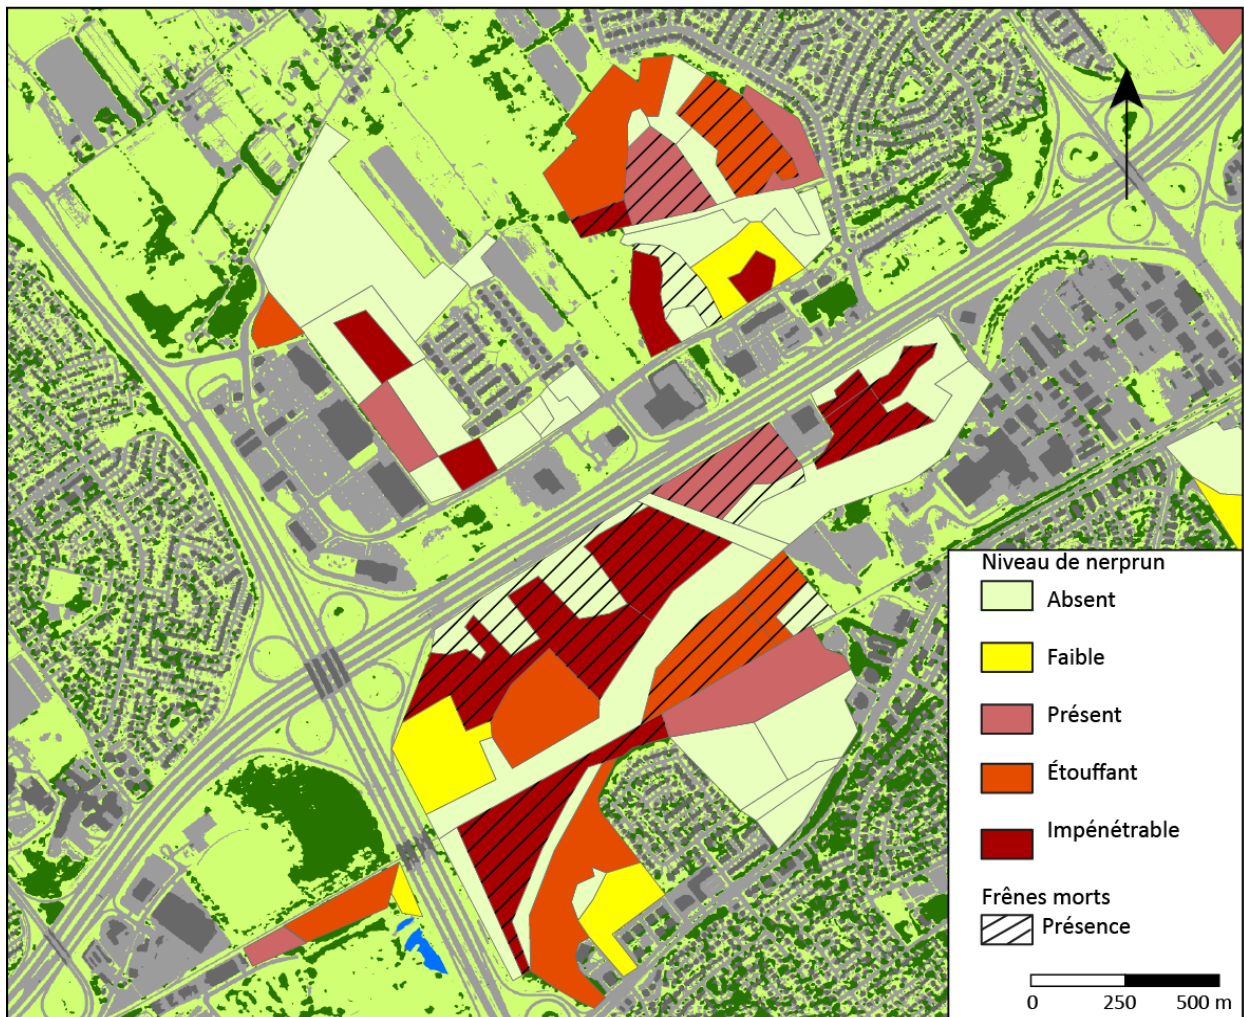 Niveau de nerprun
Absent
Faible
Présent
Étouffant
Impénétrable
Frênes morts
Présence
0 250 500 m